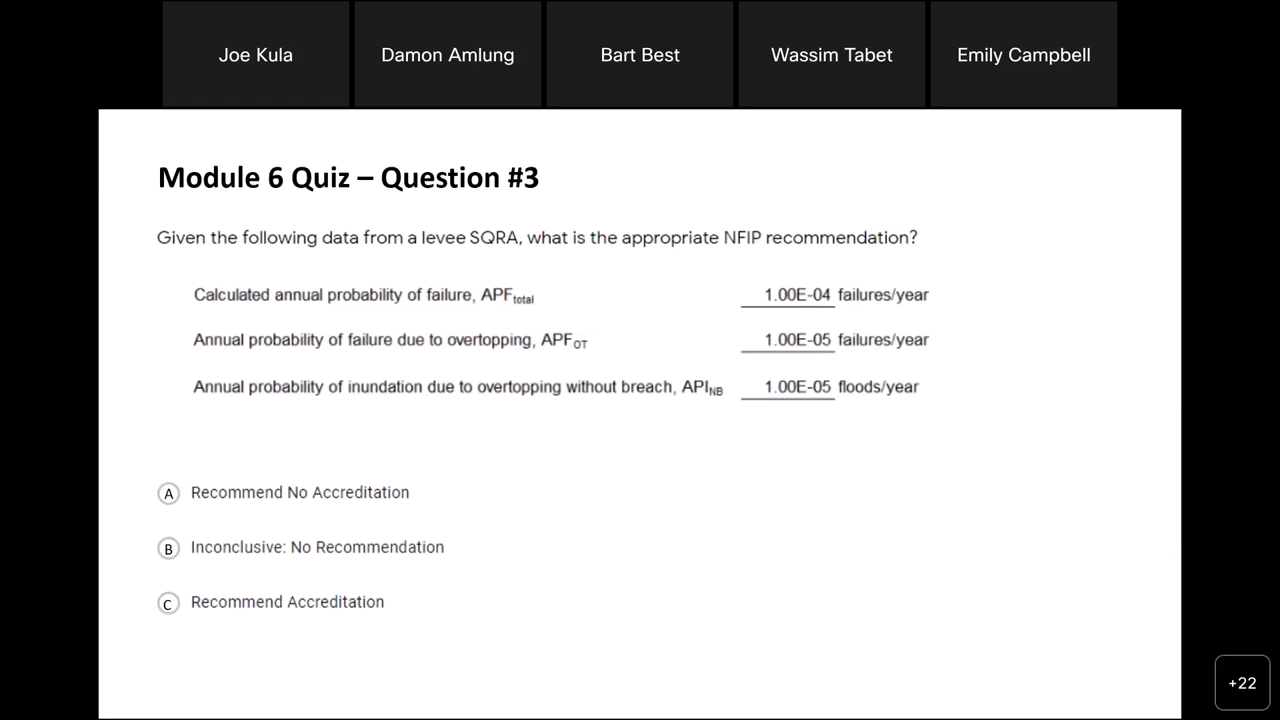 Joe Kula
Damon Amlung
Bart Best
Wassim Tabet
Emily Campbell
Module 6 Quiz – Question #3
Given the following data from a levee SQRA, what is the appropriate NFIP recommendation?
Calculated annual probability of failure, APFtotal 1.00E-04 failures/year
Annual probability of failure due to overtopping, APFOT 1.00E-05 failures/year
Annual probability of inundation due to overtopping without breach, APINB 1.00E-05 floods/year
A Recommend No Accreditation
B Inconclusive: No Recommendation
C Recommend Accreditation
+22